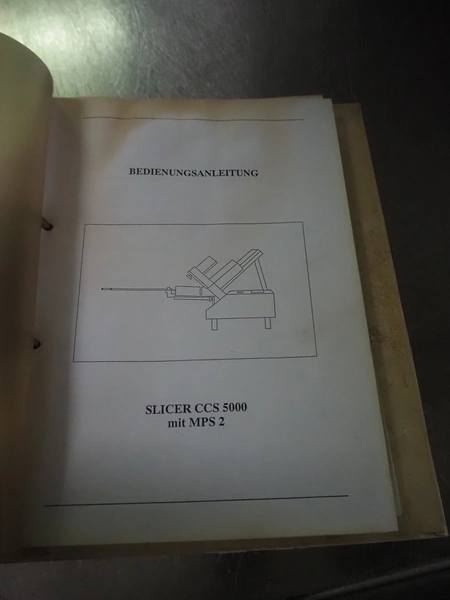 BEDIENUNGSANLEITUNG
SLICER CCS 5000
mit MPS 2